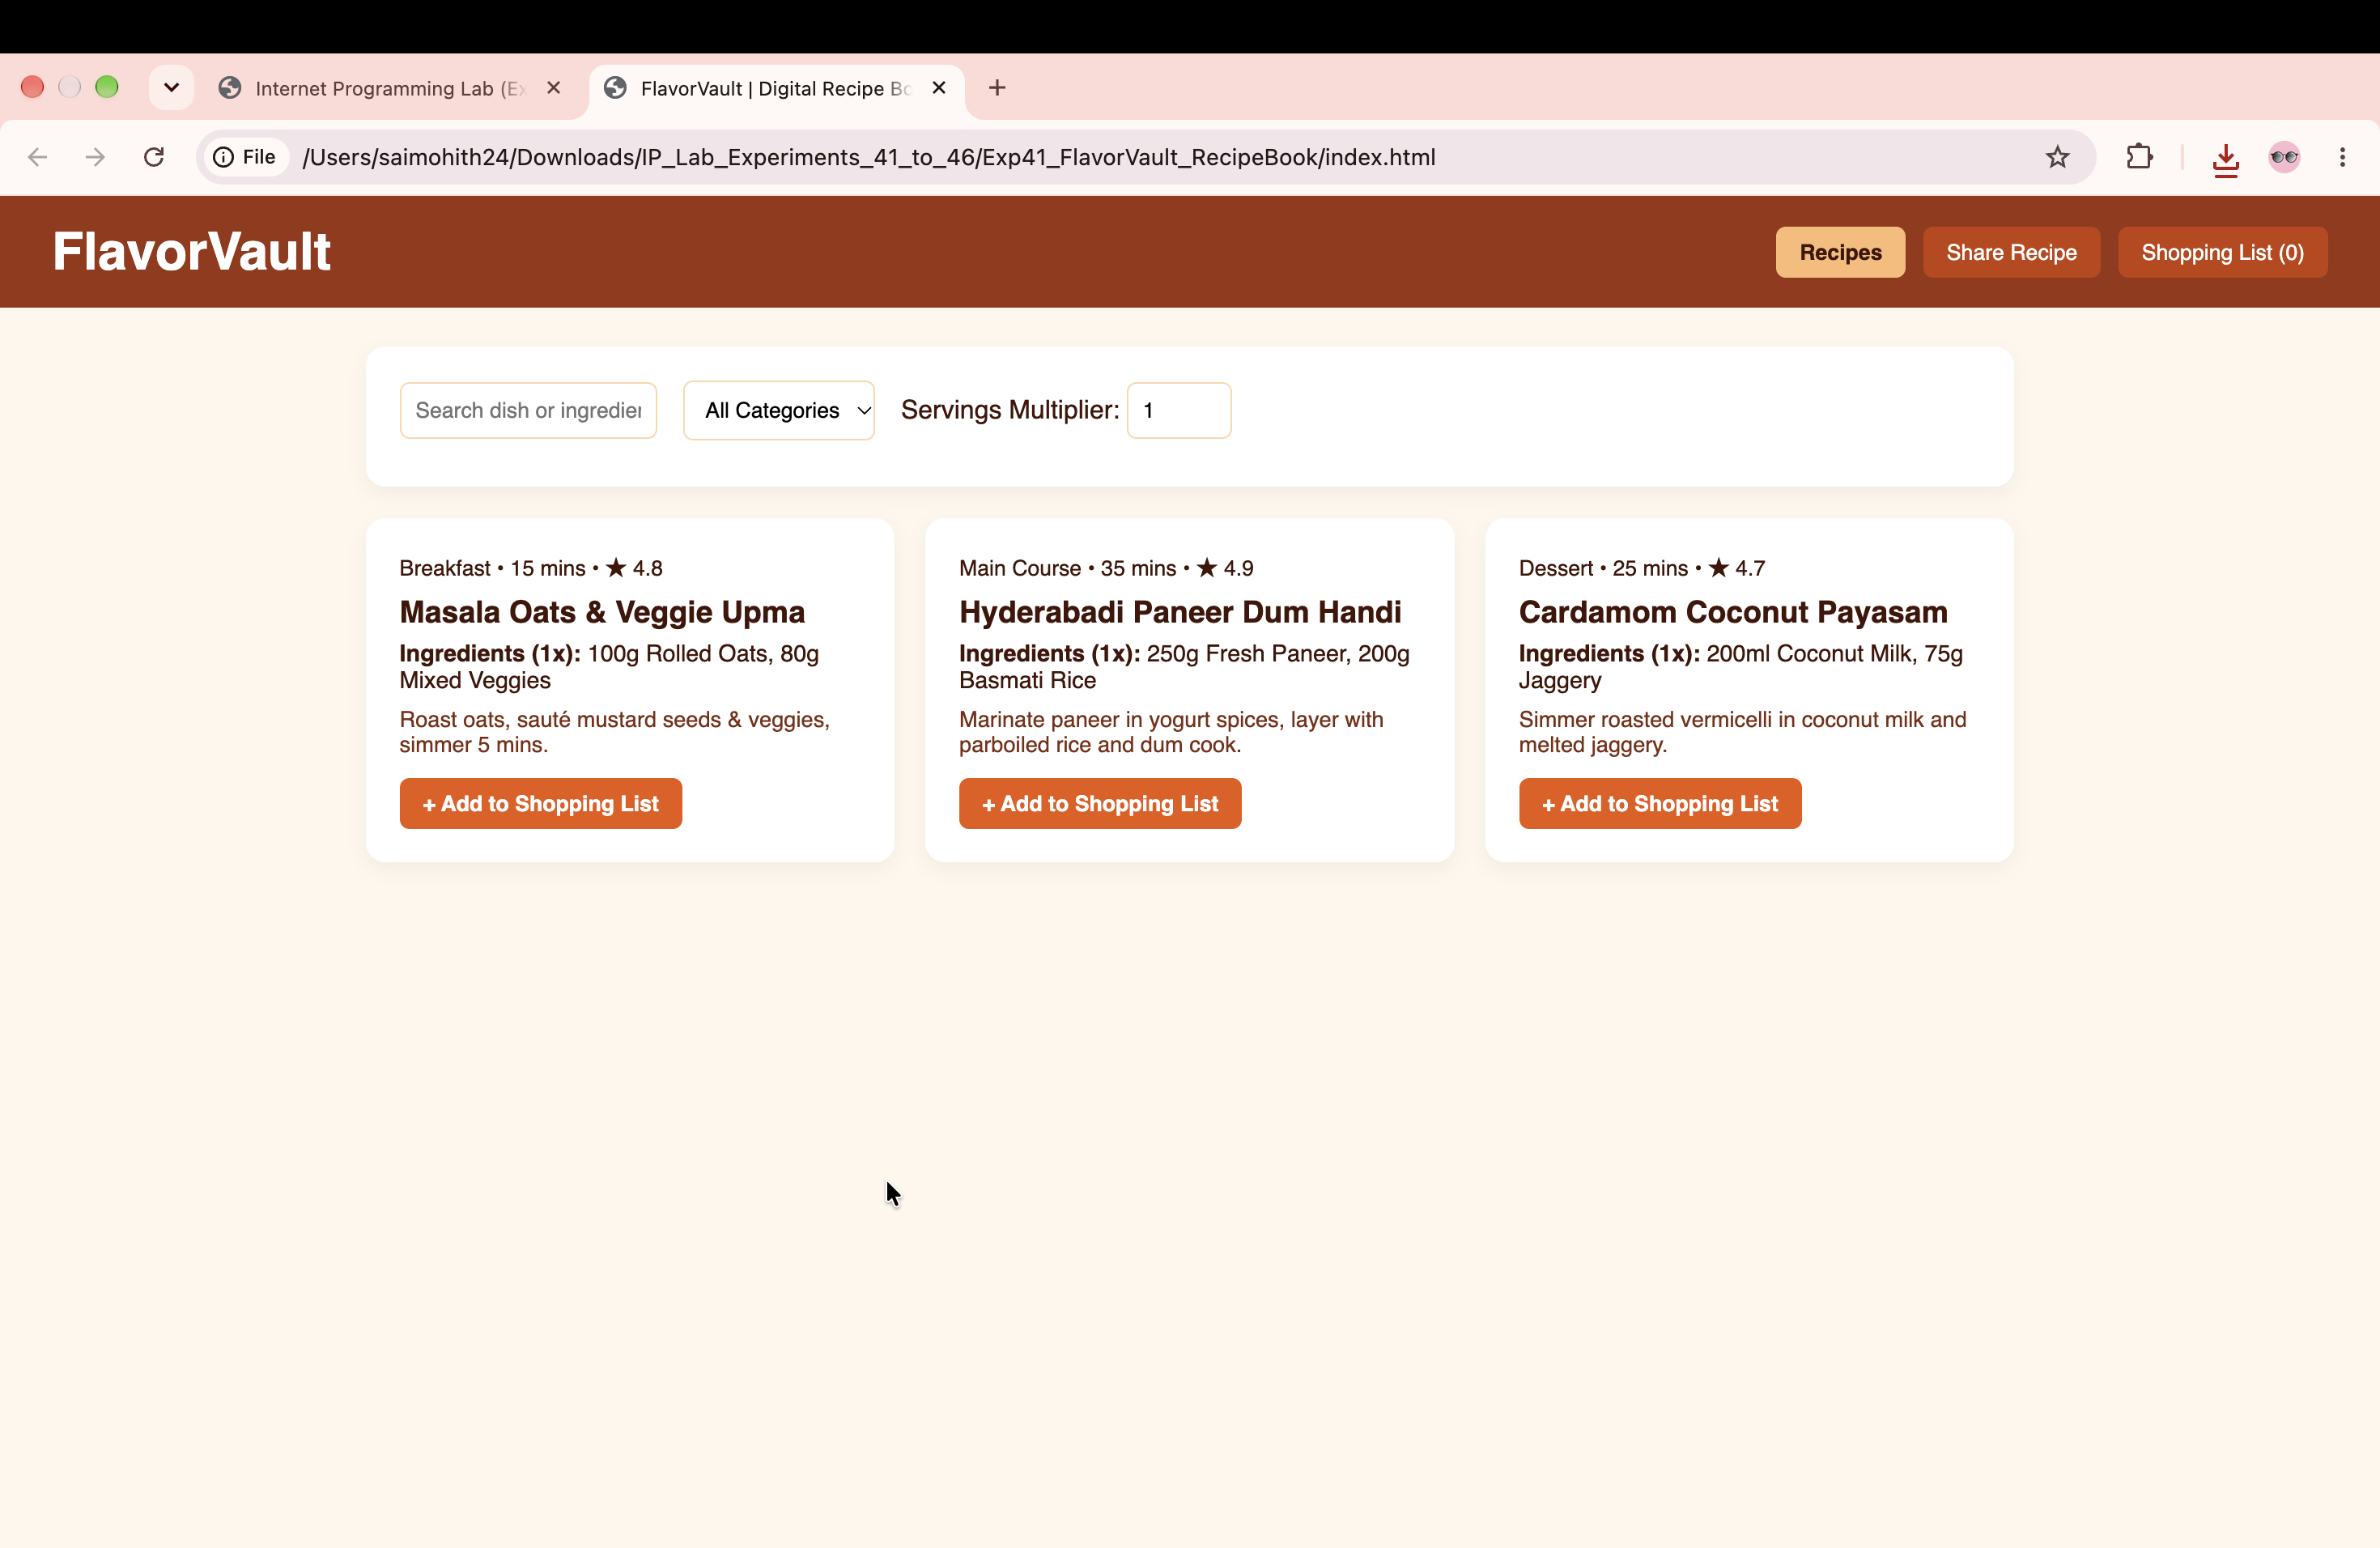 Internet Programming Lab (Ex
FlavorVault | Digital Recipe Bo
File /Users/saimohith24/Downloads/IP_Lab_Experiments_41_to_46/Exp41_FlavorVault_RecipeBook/index.html
FlavorVault
Recipes
Share Recipe
Shopping List (0)
Search dish or ingredien
All Categories
Servings Multiplier: 1
Breakfast • 15 mins • ★ 4.8
Masala Oats & Veggie Upma
Ingredients (1x): 100g Rolled Oats, 80g
Mixed Veggies
Roast oats, sauté mustard seeds & veggies,
simmer 5 mins.
+ Add to Shopping List
Main Course • 35 mins • ★ 4.9
Hyderabadi Paneer Dum Handi
Ingredients (1x): 250g Fresh Paneer, 200g
Basmati Rice
Marinate paneer in yogurt spices, layer with
parboiled rice and dum cook.
+ Add to Shopping List
Dessert • 25 mins • ★ 4.7
Cardamom Coconut Payasam
Ingredients (1x): 200ml Coconut Milk, 75g
Jaggery
Simmer roasted vermicelli in coconut milk and
melted jaggery.
+ Add to Shopping List